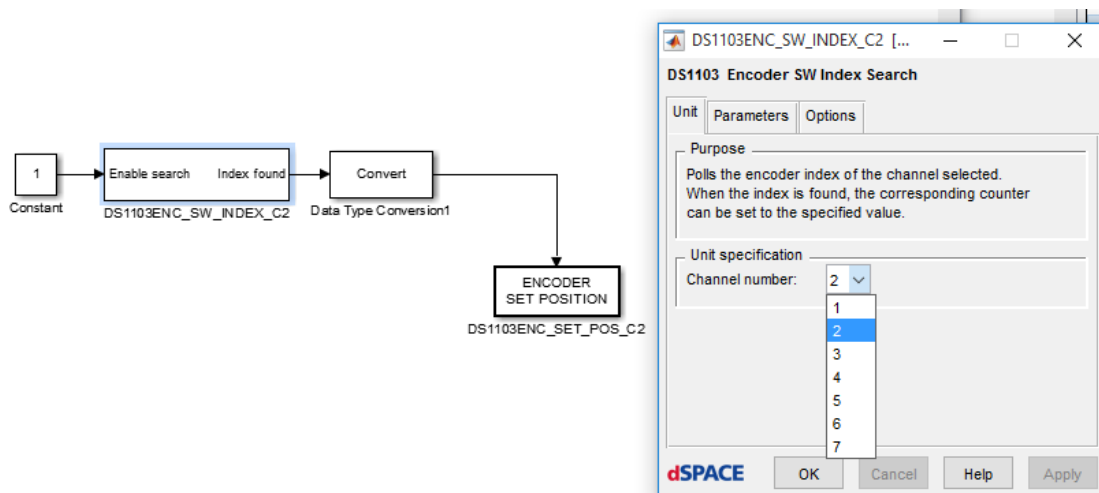 DS1103ENC_SW_INDEX_C2 [...
DS1103 Encoder SW Index Search
Unit
Parameters
Options
Purpose
Polls the encoder index of the channel selected.
When the index is found, the corresponding counter
can be set to the specified value.
Unit specification
Channel number:
2
1
2
3
4
5
6
7
dSPACE
OK
Cancel
Help
Apply
1
Constant
Enable search
Index found
DS1103ENC_SW_INDEX_C2
Convert
Data Type Conversion1
ENCODER
SET POSITION
DS1103ENC_SET_POS_C2